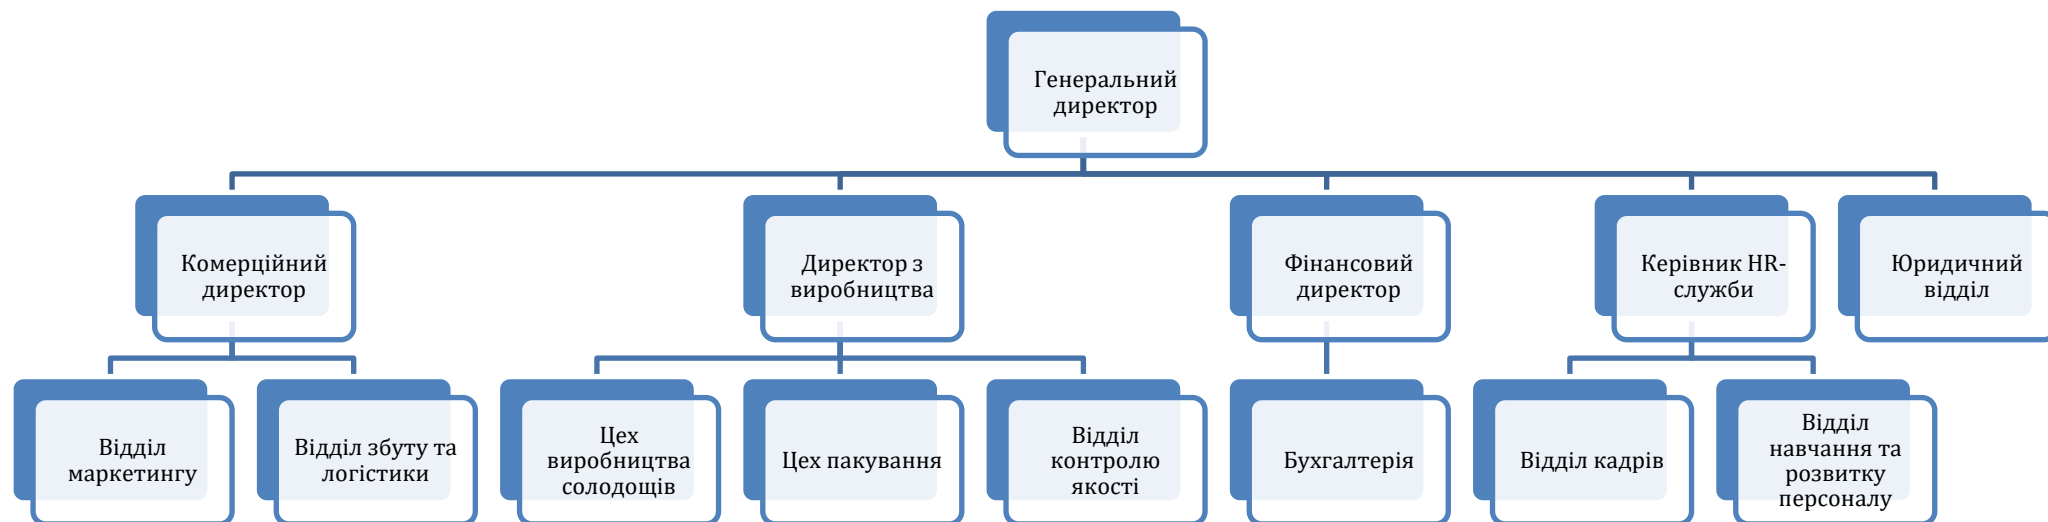 Генеральний
директор
Комерційний
директор
Директор з
виробництва
Фінансовий
директор
Керівник HR-
служби
Юридичний
відділ
Відділ
маркетингу
Відділ збуту та
логістики
Цех
виробництва
солодощів
Цех пакування
Відділ
контролю
якості
Бухгалтерія
Відділ кадрів
Відділ
навчання та
розвитку
персоналу